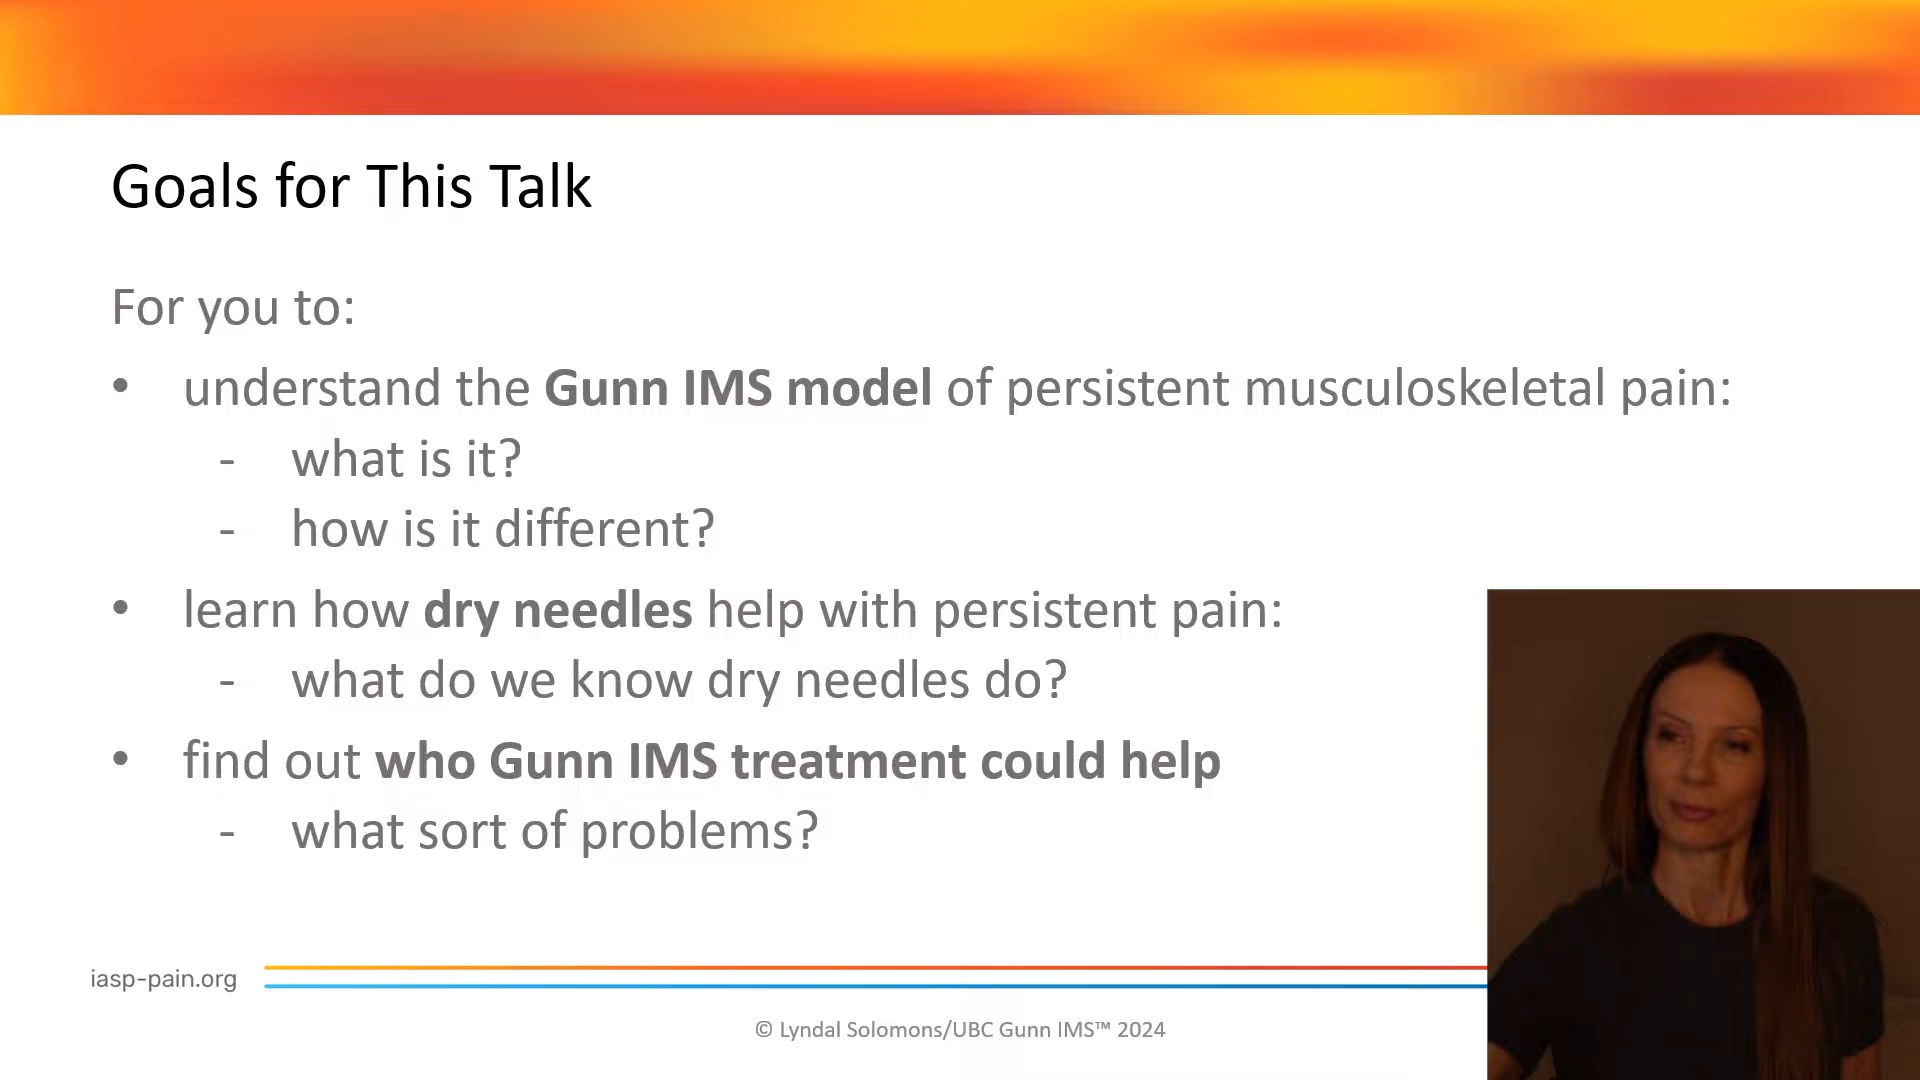 Goals for This Talk
For you to:
• understand the Gunn IMS model of persistent musculoskeletal pain:
- what is it?
- how is it different?
• learn how dry needles help with persistent pain:
- what do we know dry needles do?
• find out who Gunn IMS treatment could help
- what sort of problems?
iasp-pain.org
© Lyndal Solomons/UBC Gunn IMS™ 2024